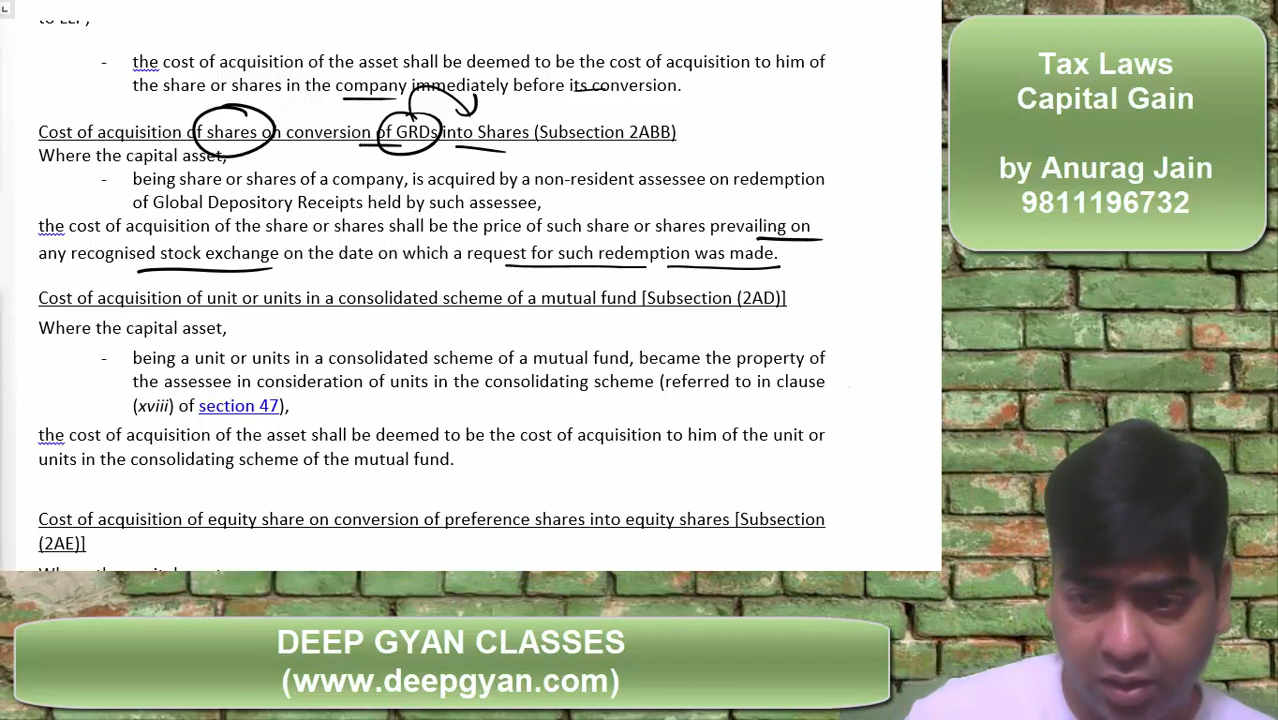 the cost of acquisition of the asset shall be deemed to be the cost of acquisition to him of
the share or shares in the company immediately before its conversion.
Cost of acquisition of shares on conversion of GRDs into Shares (Subsection 2ABB)
Where the capital asset,
- being share or shares of a company, is aquired by a non-resident assessee on redemption
of Global Depository Receipts held by such assessee,
the cost of acquisition of the share or shares shall be the price of such share or shares prevailing on
any recognised stock exchange on the date on which a request for such redemption was made.
Cost of acquisition of unit or units in a consolidated scheme of a mutual fund [Subsection (2AD)]
Where the capital asset,
- being a unit or units in a consolidated scheme of a mutual fund, became the property of
the assessee in consideration of units in the consolidating scheme (referred to in clause
(xviii) of section 47),
the cost of acquisition of the asset shall be deemed to be the cost of acquisition to him of the unit or
units in the consolidating scheme of the mutual fund.
Cost of acquisition of equity share on conversion of preference shares into equity shares [Subsection
(2AE)]
Tax Laws
Capital Gain
by Anurag Jain
9811196732
DEEP GYAN CLASSES
(www.deepgyan.com)